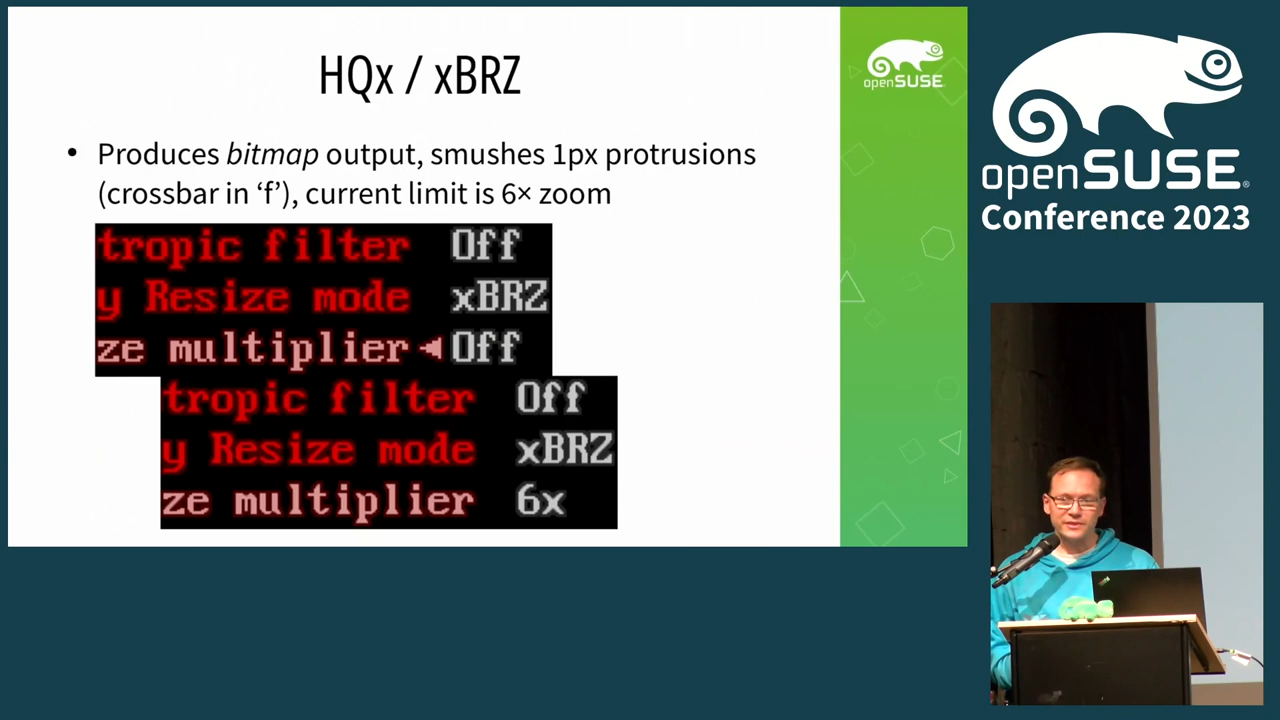 HQx / xBRZ
• Produces bitmap output, smushes 1px protrusions
(crossbar in ‘f’), current limit is 6× zoom
tropic filter Off
y Resize mode xBRZ
ze multiplier◄Off
tropic filter Off
y Resize mode xBRZ
ze multiplier 6x
openSUSE
openSUSE®
Conference 2023